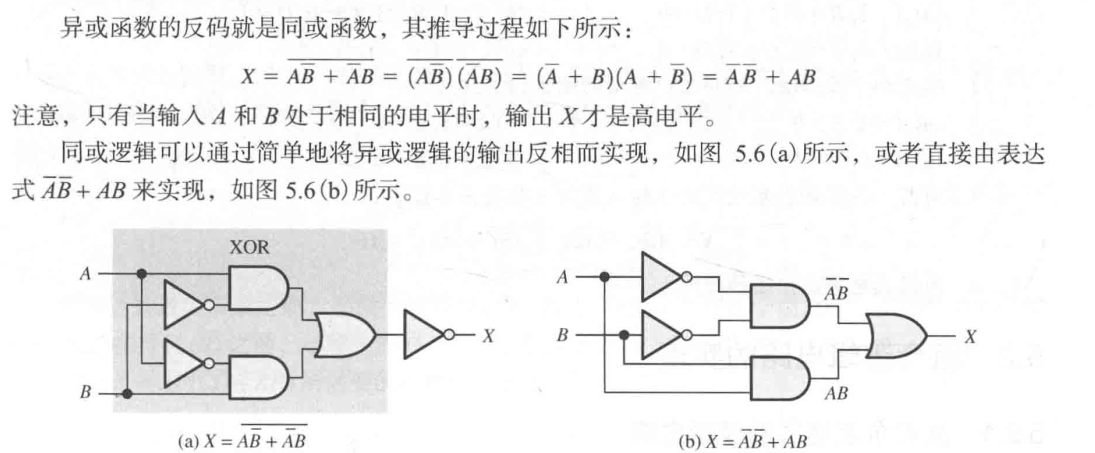 异或函数的反码就是同或函数，其推导过程如下所示：
X = \overline{A\overline{B} + \overline{A}B} = \overline{(A\overline{B})}\,\overline{(\overline{A}B)} = (\overline{A} + B)(A + \overline{B}) = \overline{A}\,\overline{B} + AB
注意，只有当输入 A 和 B 处于相同的电平时，输出 X 才是高电平。
同或逻辑可以通过简单地将异或逻辑的输出反相而实现，如图 5.6(a)所示，或者直接由表达
式 \overline{A}\,\overline{B} + AB 来实现，如图 5.6(b)所示。
XOR
A
B
X
(a) X = \overline{A\overline{B} + \overline{A}B}
A
B
\overline{A}\,\overline{B}
AB
X
(b) X = \overline{A}\,\overline{B} + AB